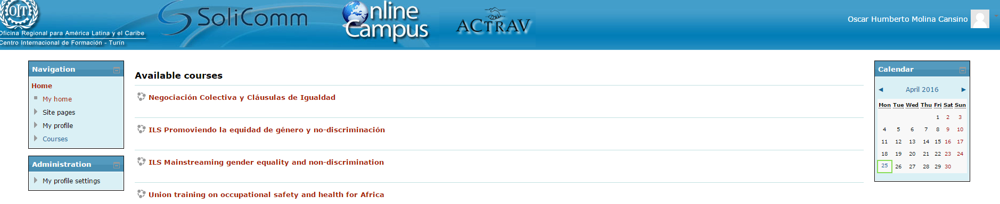 OIT
Oficina Regional para América Latina y el Caribe
Centro Internacional de Formación - Turín
SoliComm
Online
Campus
ACTRAV
Oscar Humberto Molina Cansino
Navigation
Home
My home
Site pages
My profile
Courses
Administration
My profile settings
Available courses
Negociación Colectiva y Cláusulas de Igualdad
ILS Promoviendo la equidad de género y no-discriminación
ILS Mainstreaming gender equality and non-discrimination
Union training on occupational safety and health for Africa
Calendar
◄ April 2016 ►
Mon Tue Wed Thu Fri Sat Sun
1 2 3
4 5 6 7 8 9 10
11 12 13 14 15 16 17
18 19 20 21 22 23 24
25 26 27 28 29 30